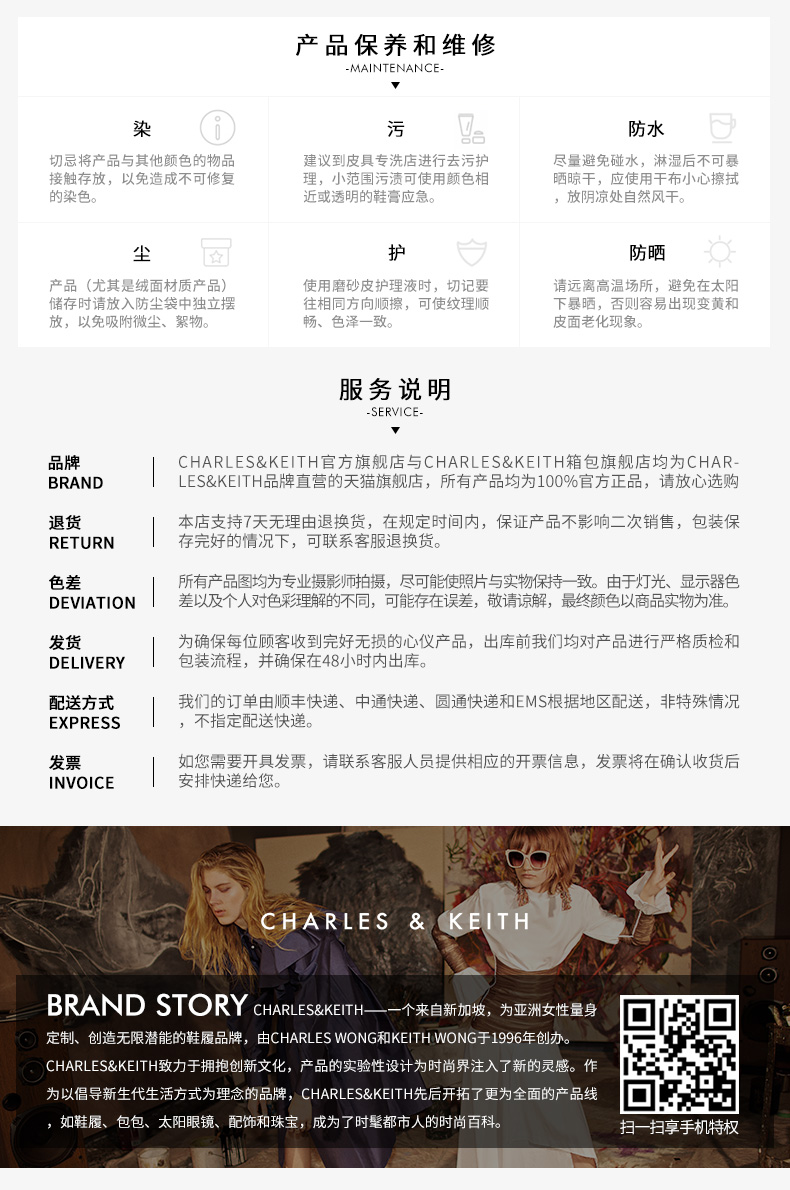 产品保养和维修
-MAINTENANCE-
染
切忌将产品与其他颜色的物品
接触存放，以免造成不可修复
的染色。
污
建议到皮具专洗店进行去污护
理，小范围污渍可使用颜色相
近或透明的鞋膏应急。
防水
尽量避免碰水，淋湿后不可暴
晒晾干，应使用干布小心擦拭
，放阴凉处自然风干。
尘
产品（尤其是绒面材质产品）
储存时请放入防尘袋中独立摆
放，以免吸附微尘、絮物。
护
使用磨砂皮护理液时，切记要
往相同方向顺擦，可使纹理顺
畅、色泽一致。
防晒
请远离高温场所，避免在太阳
下暴晒，否则容易出现变黄和
皮面老化现象。
服务说明
-SERVICE-
品牌
BRAND
CHARLES&KEITH官方旗舰店与CHARLES&KEITH箱包旗舰店均为CHAR-
LES&KEITH品牌直营的天猫旗舰店，所有产品均为100%官方正品，请放心选购
退货
RETURN
本店支持7天无理由退换货，在规定时间内，保证产品不影响二次销售，包装保
存完好的情况下，可联系客服退换货。
色差
DEVIATION
所有产品图均为专业摄影师拍摄，尽可能使照片与实物保持一致。由于灯光、显示器色
差以及个人对色彩理解的不同，可能存在误差，敬请谅解，最终颜色以商品实物为准。
发货
DELIVERY
为确保每位顾客收到完好无损的心仪产品，出库前我们均对产品进行严格质检和
包装流程，并确保在48小时内出库。
配送方式
EXPRESS
我们的订单由顺丰快递、中通快递、圆通快递和EMS根据地区配送，非特殊情况
，不指定配送快递。
发票
INVOICE
如您需要开具发票，请联系客服人员提供相应的开票信息，发票将在确认收货后
安排快递给您。
CHARLES & KEITH
BRAND STORY CHARLES&KEITH——一个来自新加坡，为亚洲女性量身
定制、创造无限潜能的鞋履品牌，由CHARLES WONG和KEITH WONG于1996年创办。
CHARLES&KEITH致力于拥抱创新文化，产品的实验性设计为时尚界注入了新的灵感。作
为以倡导新生代生活方式为理念的品牌，CHARLES&KEITH先后开拓了更为全面的产品线
，如鞋履、包包、太阳眼镜、配饰和珠宝，成为了时髦都市人的时尚百科。
扫一扫享手机特权